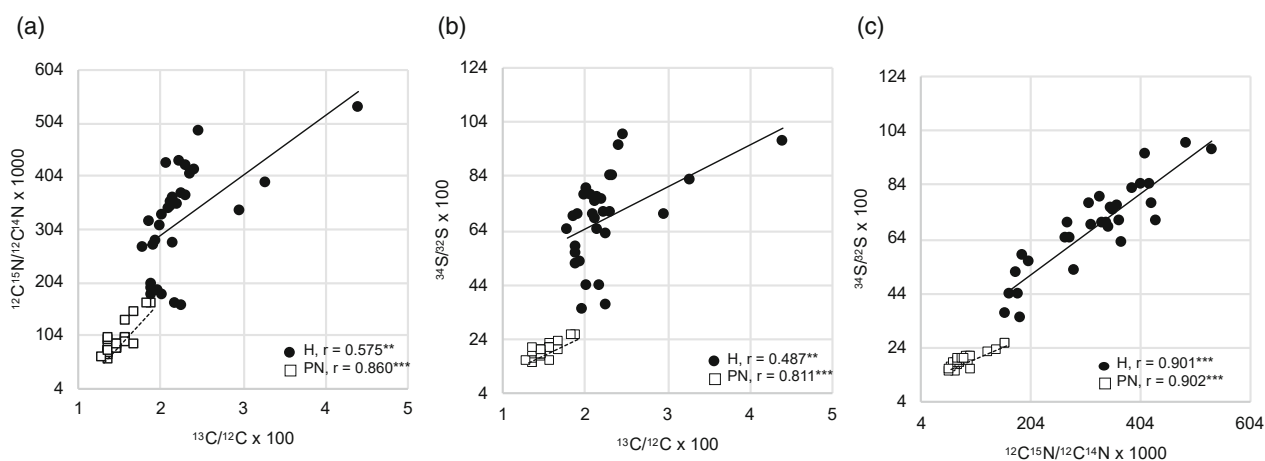 (a)
¹²C¹⁵N/¹²C¹⁴N x 1000
604
504
404
304
204
104
4
1 2 3 4 5
¹³C/¹²C x 100
H, r = 0.575**
PN, r = 0.860***
(b)
³⁴S/³²S x 100
124
104
84
64
44
24
4
1 2 3 4 5
¹³C/¹²C x 100
H, r = 0.487**
PN, r = 0.811***
(c)
³⁴S/³²S x 100
124
104
84
64
44
24
4
4 204 404 604
¹²C¹⁵N/¹²C¹⁴N x 1000
H, r = 0.901***
PN, r = 0.902***